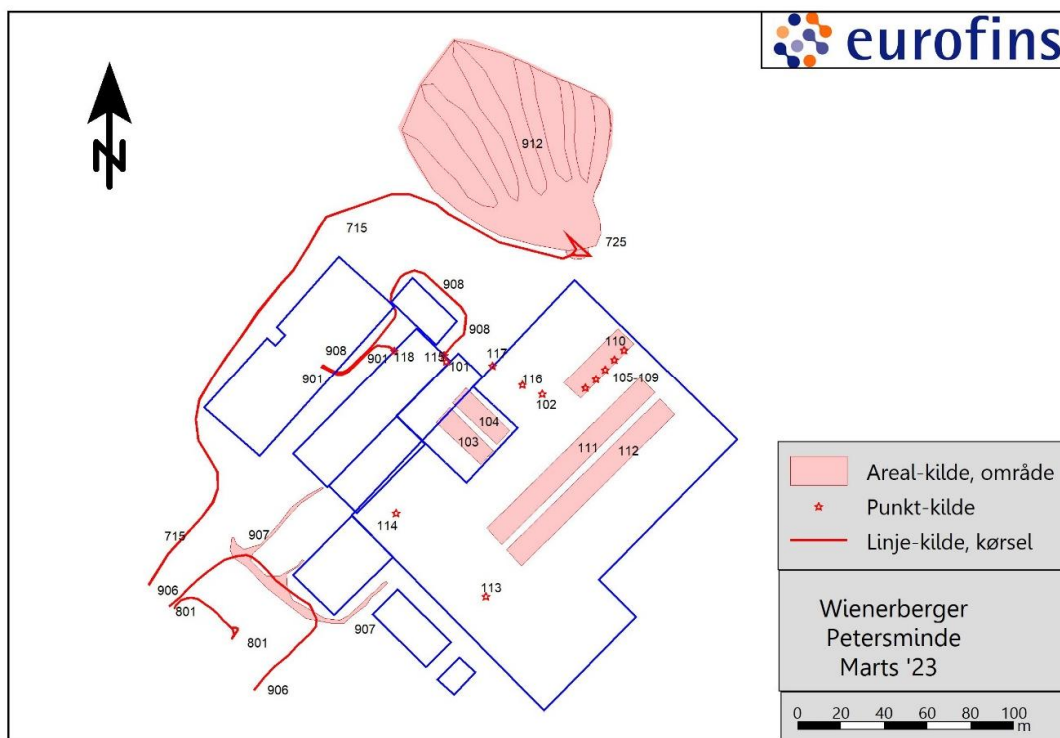 eurofins
N
912
715
725
908
908
110
117
908
901
118
115
101
901
116
105-109
102
104
103
111
112
114
907
715
113
906
801
907
801
906
Areal-kilde, område
Punkt-kilde
Linje-kilde, kørsel
Wienerberger
Petersminde
Marts '23
0 20 40 60 80 100
m